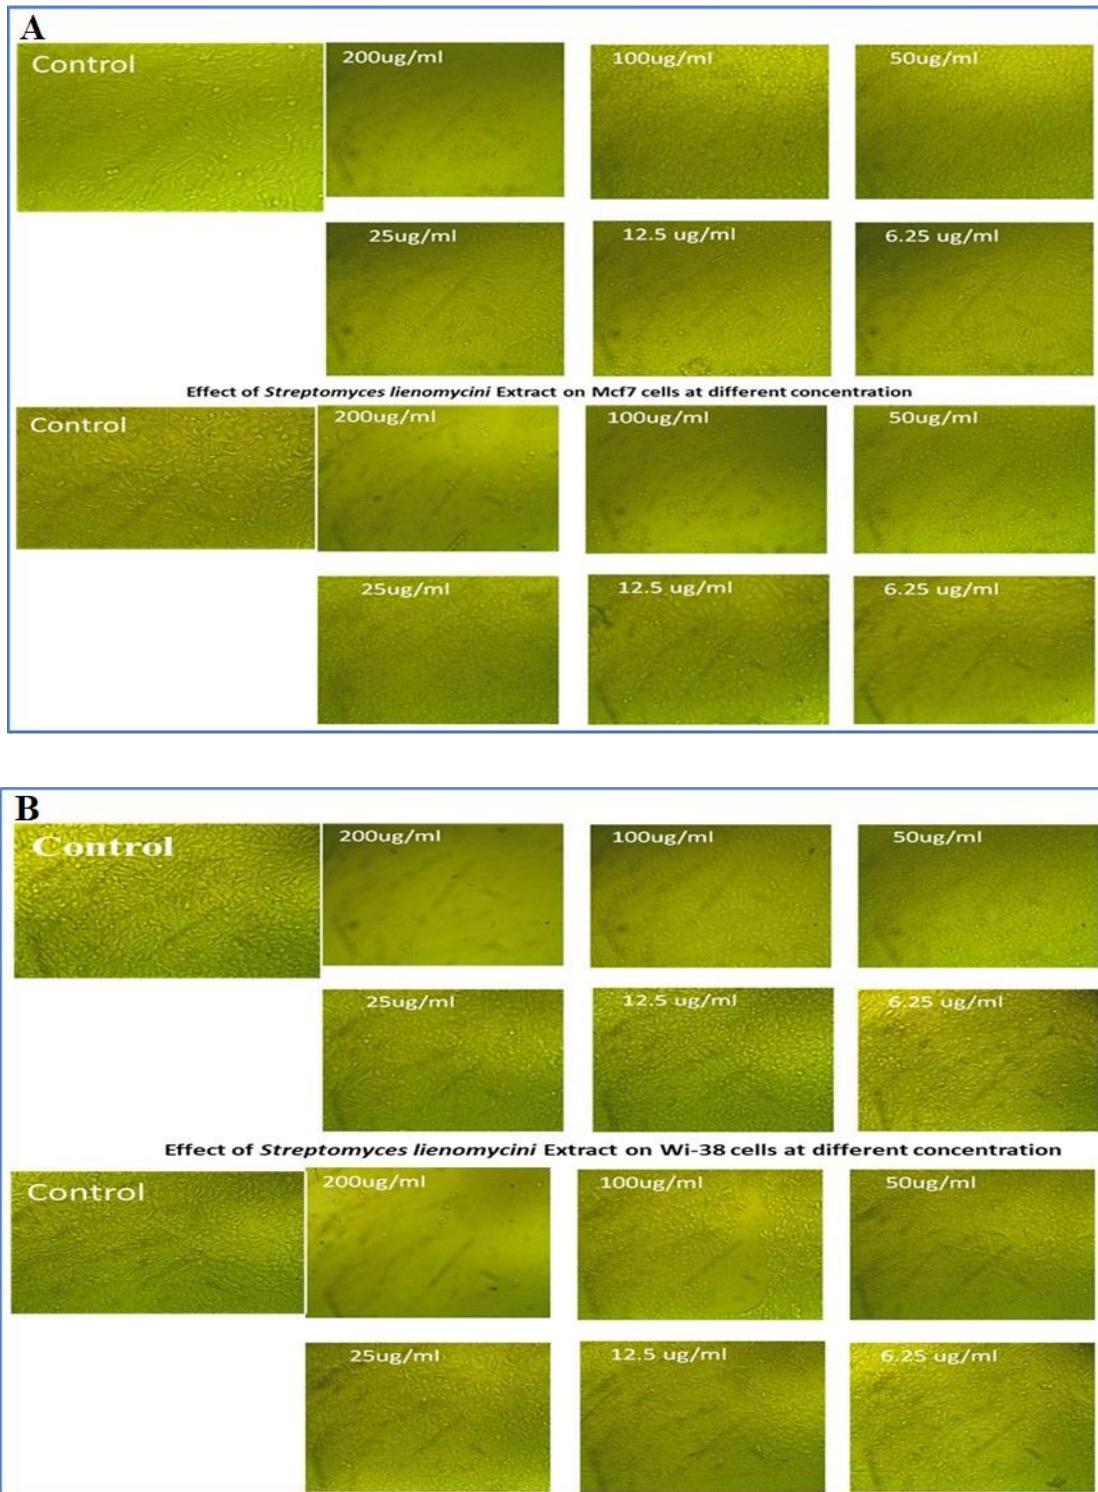 A
Control
200ug/ml
100ug/ml
50ug/ml
25ug/ml
12.5 ug/ml
6.25 ug/ml
Effect of Streptomyces lienomycini Extract on Mcf7 cells at different concentration
Control
200ug/ml
100ug/ml
50ug/ml
25ug/ml
12.5 ug/ml
6.25 ug/ml
B
Control
200ug/ml
100ug/ml
50ug/ml
25ug/ml
12.5 ug/ml
6.25 ug/ml
Effect of Streptomyces lienomycini Extract on Wi-38 cells at different concentration
Control
200ug/ml
100ug/ml
50ug/ml
25ug/ml
12.5 ug/ml
6.25 ug/ml